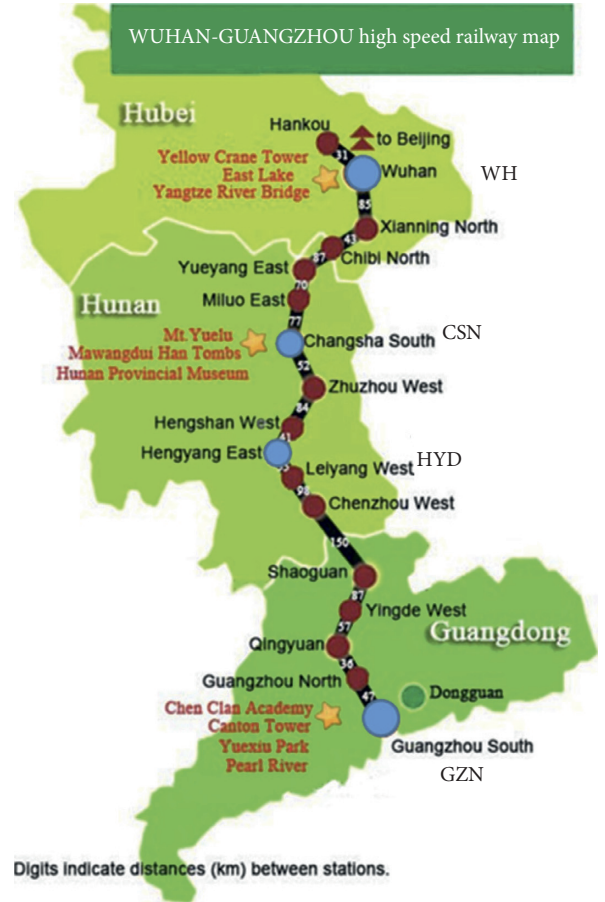 WUHAN-GUANGZHOU high speed railway map
Hubei
Hankou
to Beijing
31
Yellow Crane Tower
East Lake
Yangtze River Bridge
Wuhan
WH
85
Xianning North
43
Chibi North
87
Yueyang East
70
Hunan
Miluo East
77
Mt.Yuelu
Mawangdui Han Tombs
Hunan Provincial Museum
Changsha South
CSN
52
Zhuzhou West
84
Hengshan West
41
Hengyang East
HYD
Leiyang West
98
Chenzhou West
150
Shaoguan
87
Yingde West
57
Guangdong
Qingyuan
36
Guangzhou North
47
Dongguan
Chen Clan Academy
Canton Tower
Yuexiu Park
Pearl River
Guangzhou South
GZN
Digits indicate distances (km) between stations.